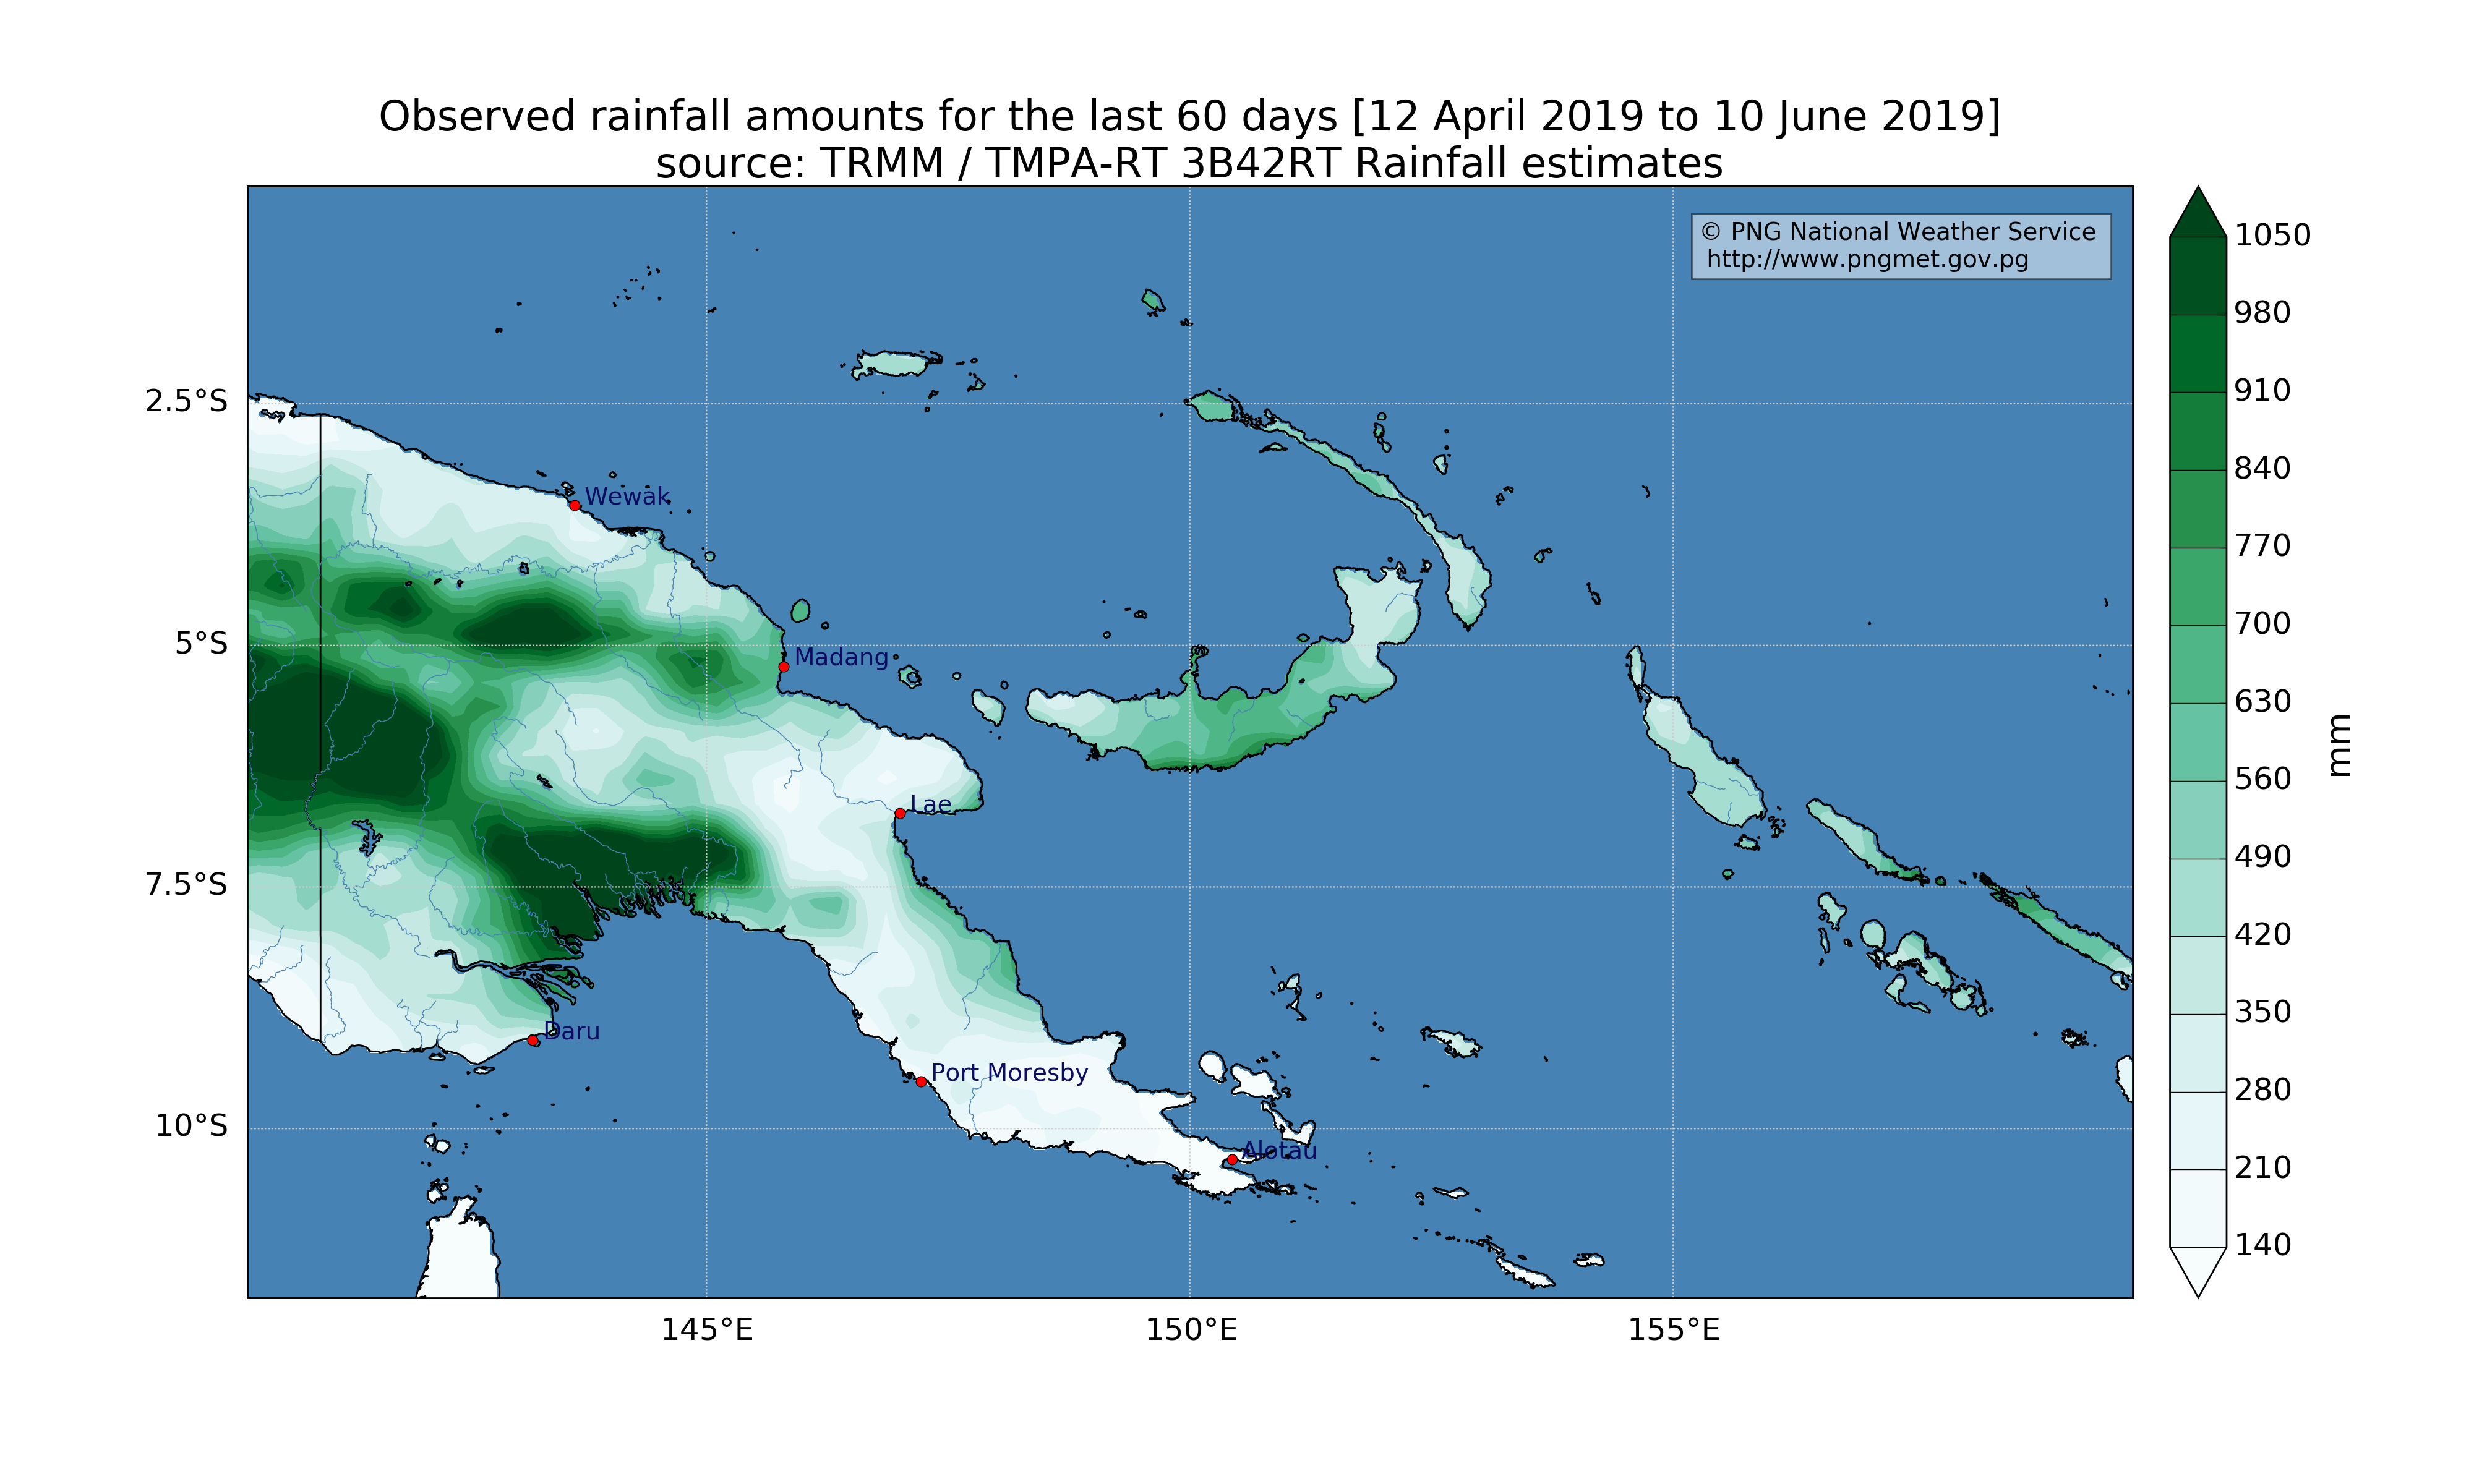 Observed rainfall amounts for the last 60 days [12 April 2019 to 10 June 2019]
source: TRMM / TMPA-RT 3B42RT Rainfall estimates
© PNG National Weather Service
http://www.pngmet.gov.pg
2.5°S
5°S
7.5°S
10°S
Wewak
Madang
Lae
Daru
Port Moresby
Alotau
145°E
150°E
155°E
1050
980
910
840
770
700
630
560
490
420
350
280
210
140
mm